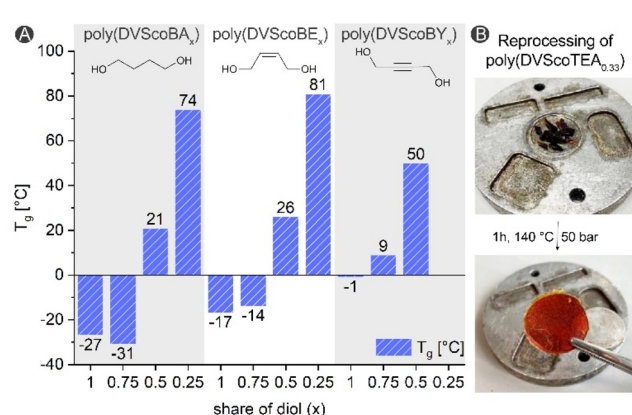 A
poly(DVScoBAₓ) poly(DVScoBEₓ) poly(DVScoBYₓ)
HO OH HO OH HO OH
100
80
60
40
20
0
-20
-40
Tg [°C]
-27 -31 21 74 -17 -14 26 81 -1 9 50
Tg [°C]
1 0.75 0.5 0.25 1 0.75 0.5 0.25 1 0.75 0.5 0.25
share of diol (x)
B
Reprocessing of
poly(DVScoTEA₀.₃₃)
1h, 140 °C 50 bar